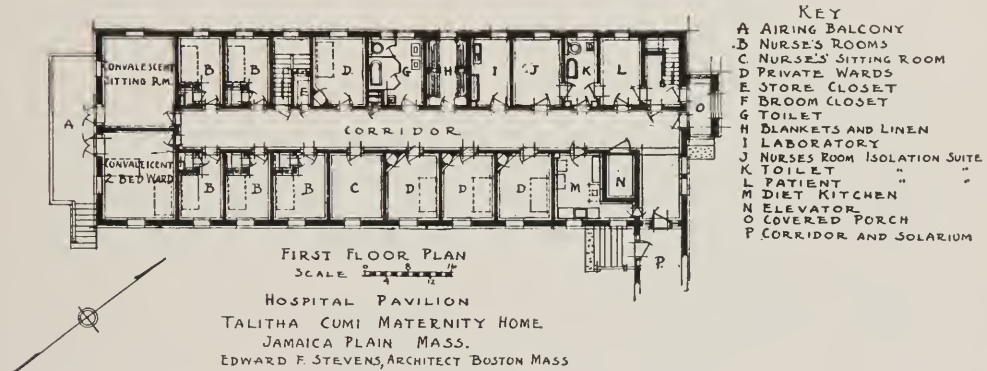 KEY
A AIRING BALCONY
B NURSE'S ROOMS
C NURSE'S SITTING ROOM
D PRIVATE WARDS
E STORE CLOSET
F BROOM CLOSET
G TOILET
H BLANKETS AND LINEN
I LABORATORY
J NURSES ROOM ISOLATION SUITE
K TOILET " "
L PATIENT " "
M DIET KITCHEN
N ELEVATOR
O COVERED PORCH
P CORRIDOR AND SOLARIUM
CONVALESCENT
SITTING RM.
B
B
E
D
G
H
I
J
K
L
F
O
A
CORRIDOR
CONVALESCENT
2 BED WARD
B
B
B
C
D
D
D
M
N
P.
FIRST FLOOR PLAN
SCALE 0 8 16
4 12
HOSPITAL PAVILION
TALITHA CUMI MATERNITY HOME
JAMAICA PLAIN MASS.
EDWARD F. STEVENS, ARCHITECT BOSTON MASS